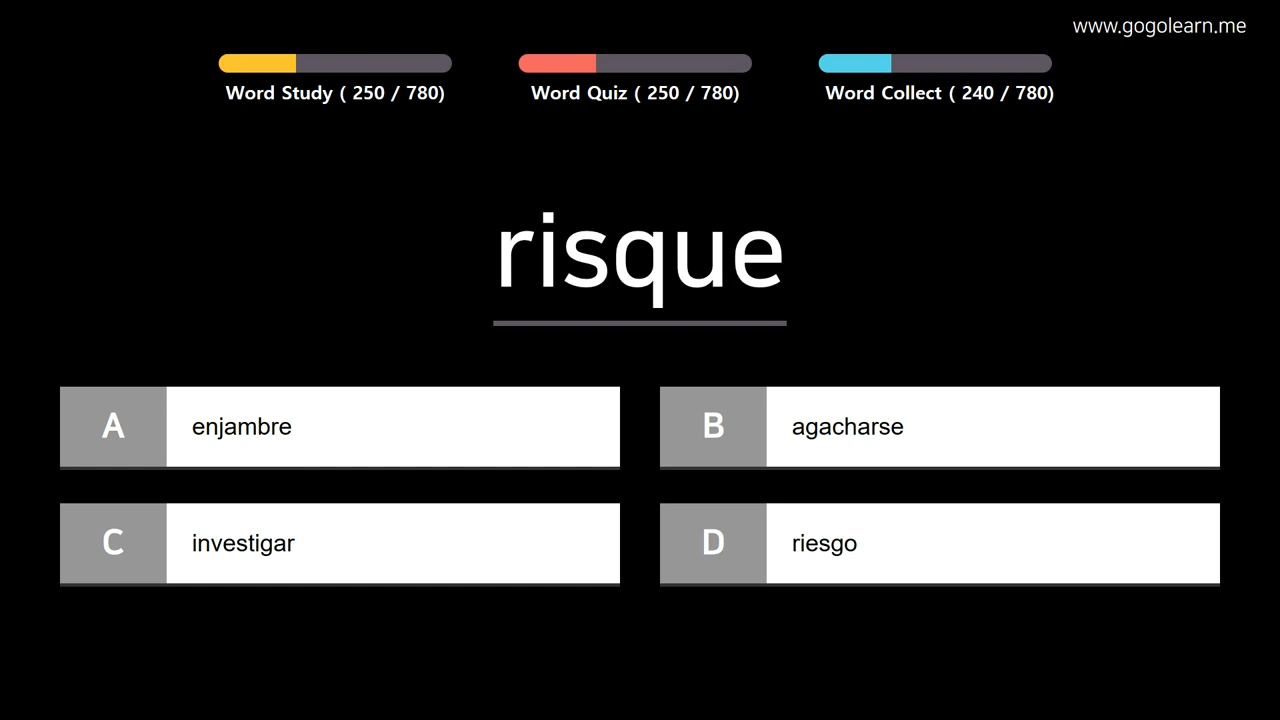 www.gogolearn.me
Word Study ( 250 / 780)
Word Quiz ( 250 / 780)
Word Collect ( 240 / 780)
risque
A enjambre
B agacharse
C investigar
D riesgo